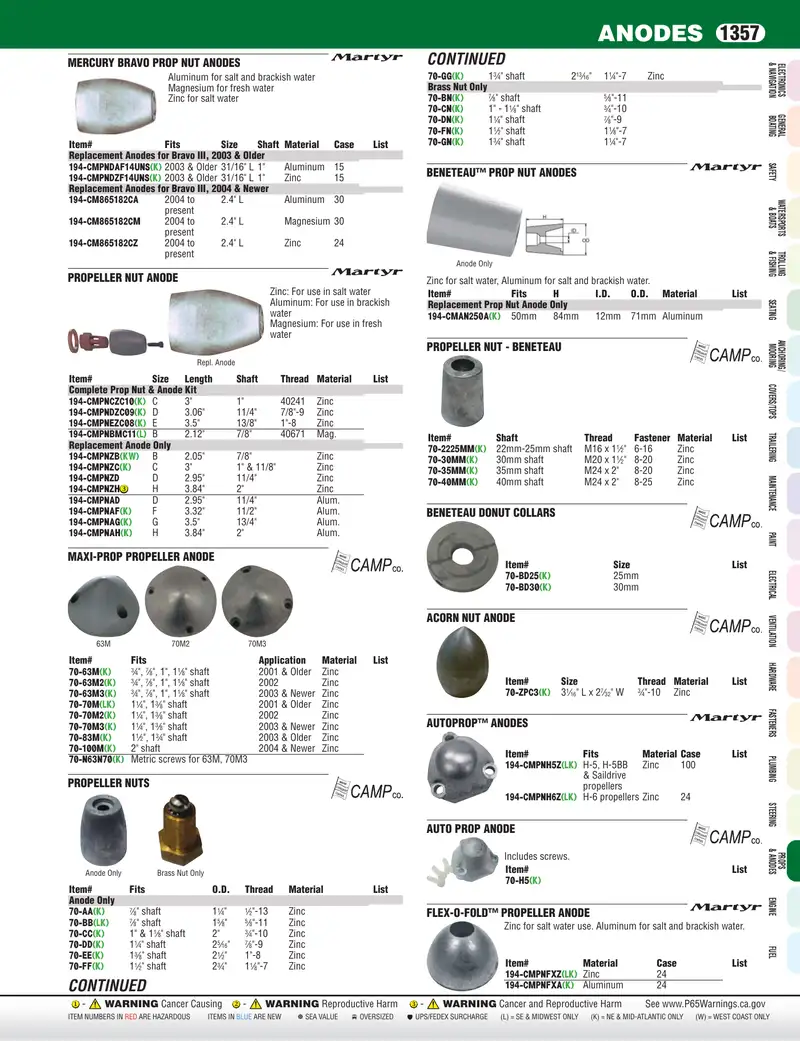 ANODES 1357
MERCURY BRAVO PROP NUT ANODES
Martyr
Aluminum for salt and brackish water
Magnesium for fresh water
Zinc for salt water
Item# Fits Size Shaft Material Case List
Replacement Anodes for Bravo III, 2003 & Older
194-CMPNDAF14UNS(K) 2003 & Older 31/16" L 1" Aluminum 15
194-CMPNDZF14UNS(K) 2003 & Older 31/16" L 1" Zinc 15
Replacement Anodes for Bravo III, 2004 & Newer
194-CM865182CA 2004 to present 2.4" L Aluminum 30
194-CM865182CM 2004 to present 2.4" L Magnesium 30
194-CM865182CZ 2004 to present 2.4" L Zinc 24
PROPELLER NUT ANODE
Martyr
Zinc: For use in salt water
Aluminum: For use in brackish
water
Magnesium: For use in fresh
water
Repl. Anode
Item# Size Length Shaft Thread Material List
Complete Prop Nut & Anode Kit
194-CMPNCZC10(K) C 3" 1" 40241 Zinc
194-CMPNDZC09(K) D 3.06" 11/4" 7/8"-9 Zinc
194-CMPNEZC08(K) E 3.5" 13/8" 1"-8 Zinc
194-CMPNBMC11(L) B 2.12" 7/8" 40671 Mag.
Replacement Anode Only
194-CMPNZB(KW) B 2.05" 7/8" Zinc
194-CMPNZC(K) C 3" 1" & 11/8" Zinc
194-CMPNZD D 2.95" 11/4" Zinc
194-CMPNZH3 H 3.84" 2" Zinc
194-CMPNAD D 2.95" 11/4" Alum.
194-CMPNAF(K) F 3.32" 11/2" Alum.
194-CMPNAG(K) G 3.5" 13/4" Alum.
194-CMPNAH(K) H 3.84" 2" Alum.
MAXI-PROP PROPELLER ANODE
CAMP CO.
63M 70M2 70M3
Item# Fits Application Material List
70-63M(K) ¾", ⅞", 1", 1⅛" shaft 2001 & Older Zinc
70-63M2(K) ¾", ⅞", 1", 1⅛" shaft 2002 Zinc
70-63M3(K) ¾", ⅞", 1", 1⅛" shaft 2003 & Newer Zinc
70-70M(LK) 1¼", 1⅜" shaft 2001 & Older Zinc
70-70M2(K) 1¼", 1⅜" shaft 2002 Zinc
70-70M3(K) 1¼", 1⅜" shaft 2003 & Newer Zinc
70-83M(K) 1½", 1¾" shaft 2003 & Older Zinc
70-100M(K) 2" shaft 2004 & Newer Zinc
70-N63N70(K) Metric screws for 63M, 70M3
PROPELLER NUTS
CAMP CO.
Anode Only Brass Nut Only
Item# Fits O.D. Thread Material List
Anode Only
70-AA(K) ⅞" shaft 1¼" ½"-13 Zinc
70-BB(LK) ⅞" shaft 1⅝" ⅝"-11 Zinc
70-CC(K) 1" & 1⅛" shaft 2" ¾"-10 Zinc
70-DD(K) 1¼" shaft 2⁵⁄₁₆" ⅞"-9 Zinc
70-EE(K) 1⅜" shaft 2½" 1"-8 Zinc
70-FF(K) 1½" shaft 2¾" 1⅛"-7 Zinc
CONTINUED
CONTINUED
70-GG(K) 1¾" shaft 2¹³⁄₁₆" 1¼"-7 Zinc
Brass Nut Only
70-BN(K) ⅞" shaft ⅝"-11
70-CN(K) 1" - 1⅛" shaft ¾"-10
70-DN(K) 1¼" shaft ⅞"-9
70-FN(K) 1½" shaft 1⅛"-7
70-GN(K) 1¾" shaft 1¼"-7
BENETEAU™ PROP NUT ANODES
Martyr
H
ID
OD
Anode Only
Zinc for salt water, Aluminum for salt and brackish water.
Item# Fits H I.D. O.D. Material List
Replacement Prop Nut Anode Only
194-CMAN250A(K) 50mm 84mm 12mm 71mm Aluminum
PROPELLER NUT - BENETEAU
CAMP CO.
Item# Shaft Thread Fastener Material List
70-2225MM(K) 22mm-25mm shaft M16 x 1½" 6-16 Zinc
70-30MM(K) 30mm shaft M20 x 1½" 8-20 Zinc
70-35MM(K) 35mm shaft M24 x 2" 8-20 Zinc
70-40MM(K) 40mm shaft M24 x 2" 8-25 Zinc
BENETEAU DONUT COLLARS
CAMP CO.
Item# Size List
70-BD25(K) 25mm
70-BD30(K) 30mm
ACORN NUT ANODE
CAMP CO.
Item# Size Thread Material List
70-ZPC3(K) ¾"-10 Zinc
AUTOPROP™ ANODES
Martyr
Item# Fits Material Case List
194-CMPNH5Z(LK) H-5, H-5BB Zinc 100
& Saildrive
propellers
194-CMPNH6Z(LK) H-6 propellers Zinc 24
AUTO PROP ANODE
CAMP CO.
Includes screws.
Item# List
70-H5(K)
FLEX-O-FOLD™ PROPELLER ANODE
Martyr
Zinc for salt water use. Aluminum for salt and brackish water.
Item# Material Case List
194-CMPNFXZ(LK) Zinc 24
194-CMPNFXA(K) Aluminum 24
ELECTRONICS & NAVIGATION
GENERAL BOATING
SAFETY
WATERSPORTS & BOATS
TROLLING & FISHING
SEATING
ANCHORING/ MOORING
COVERS/TOPS
TRAILERING
MAINTENANCE
PAINT
ELECTRICAL
VENTILATION
HARDWARE
FASTENERS
PLUMBING
STEERING
PROPS & ANODES
ENGINE
FUEL
1 - WARNING Cancer Causing 2 - WARNING Reproductive Harm 3 - WARNING Cancer and Reproductive Harm See www.P65Warnings.ca.gov
ITEM NUMBERS IN RED ARE HAZARDOUS ITEMS IN BLUE ARE NEW SEA VALUE OVERSIZED UPS/FEDEX SURCHARGE (L) = SE & MIDWEST ONLY (K) = NE & MID-ATLANTIC ONLY (W) = WEST COAST ONLY